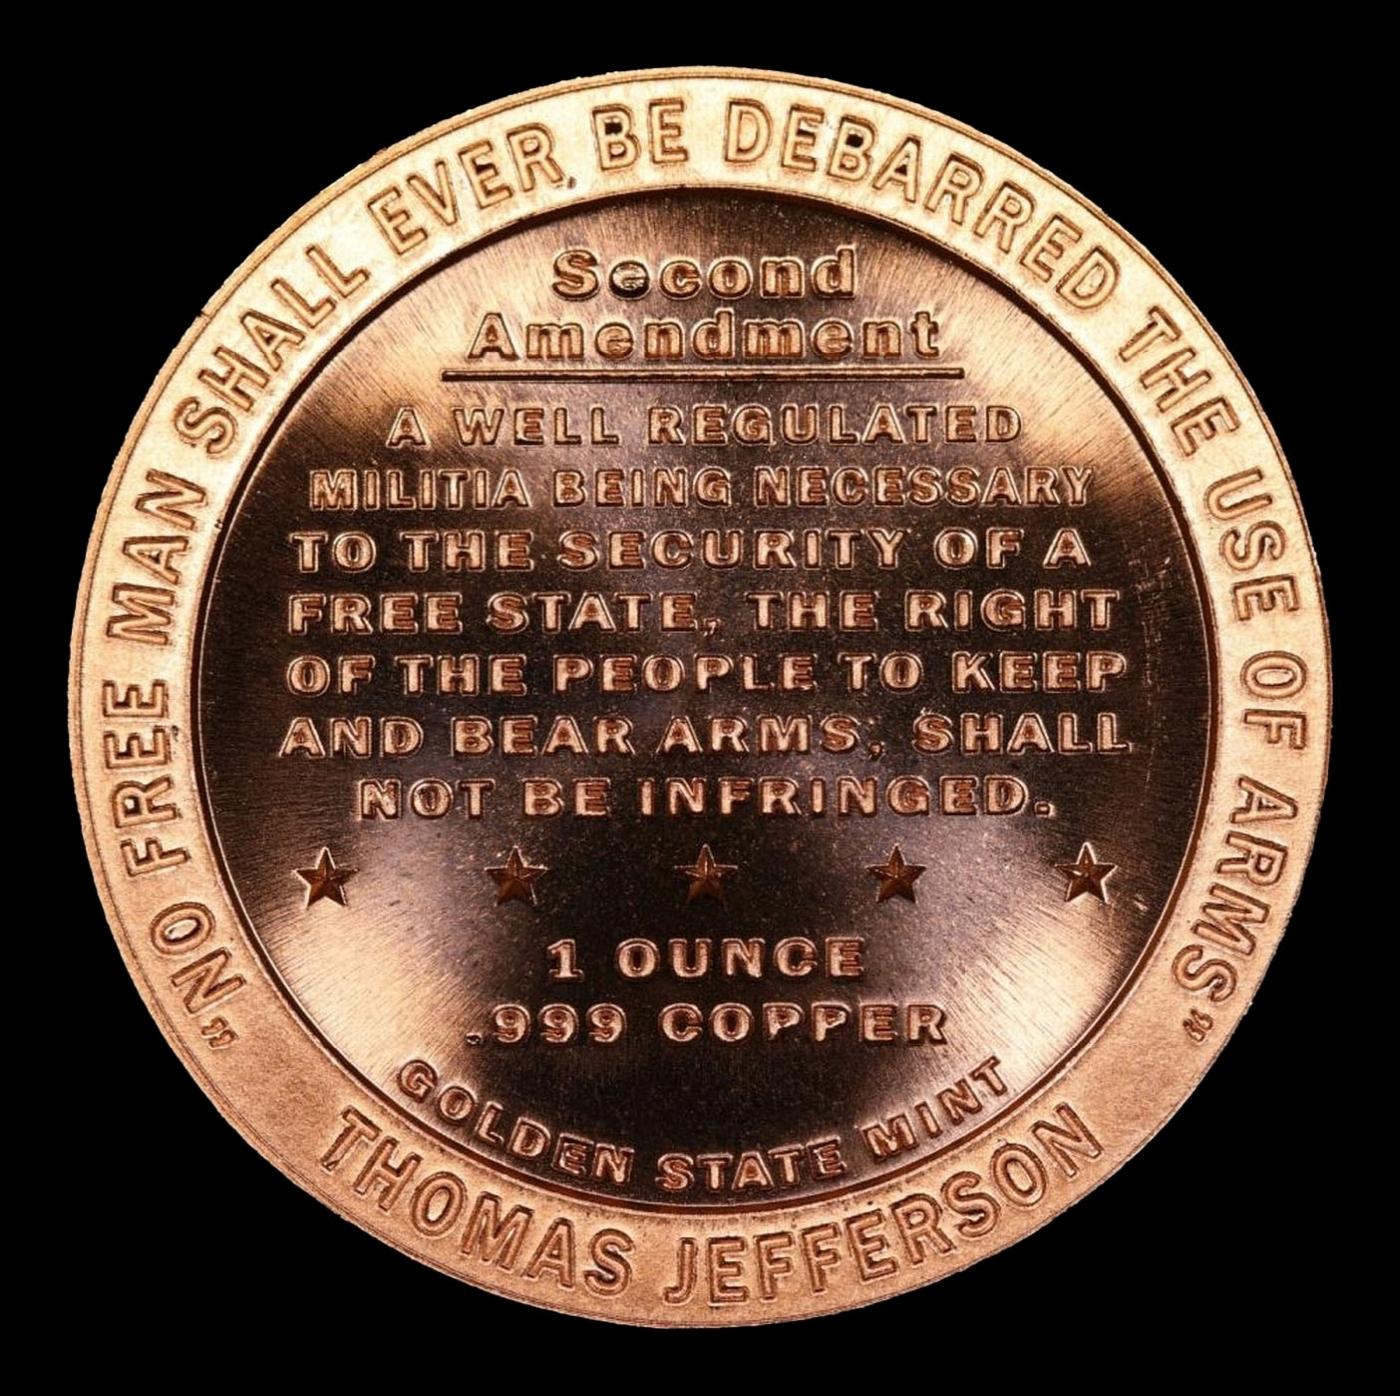 "NO FREE MAN SHALL EVER BE DEBARRED THE USE OF ARMS"
Second
Amendment
A WELL REGULATED
MILITIA BEING NECESSARY
TO THE SECURITY OF A
FREE STATE, THE RIGHT
OF THE PEOPLE TO KEEP
AND BEAR ARMS, SHALL
NOT BE INFRINGED.
1 OUNCE
.999 COPPER
GOLDEN STATE MINT
THOMAS JEFFERSON